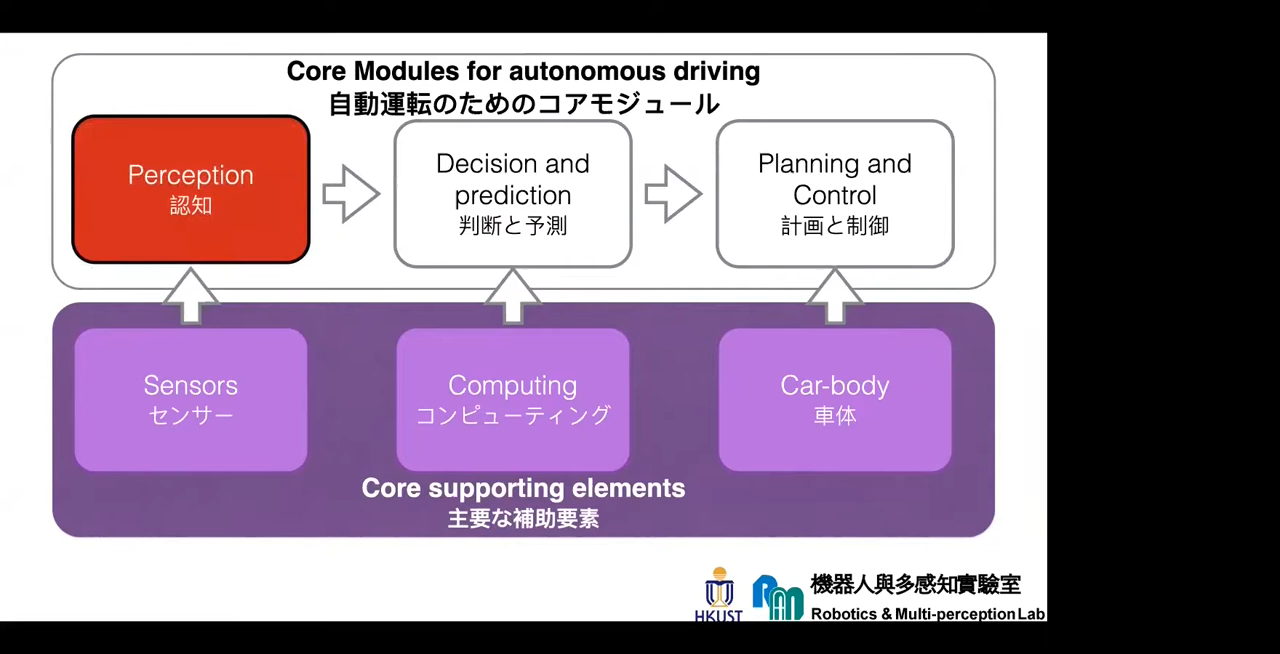 Core Modules for autonomous driving
自動運転のためのコアモジュール
Perception
認知
Decision and
prediction
判断と予測
Planning and
Control
計画と制御
Sensors
センサー
Computing
コンピューティング
Car-body
車体
Core supporting elements
主要な補助要素
HKUST
RAM
機器人與多感知實驗室
Robotics & Multi-perception Lab